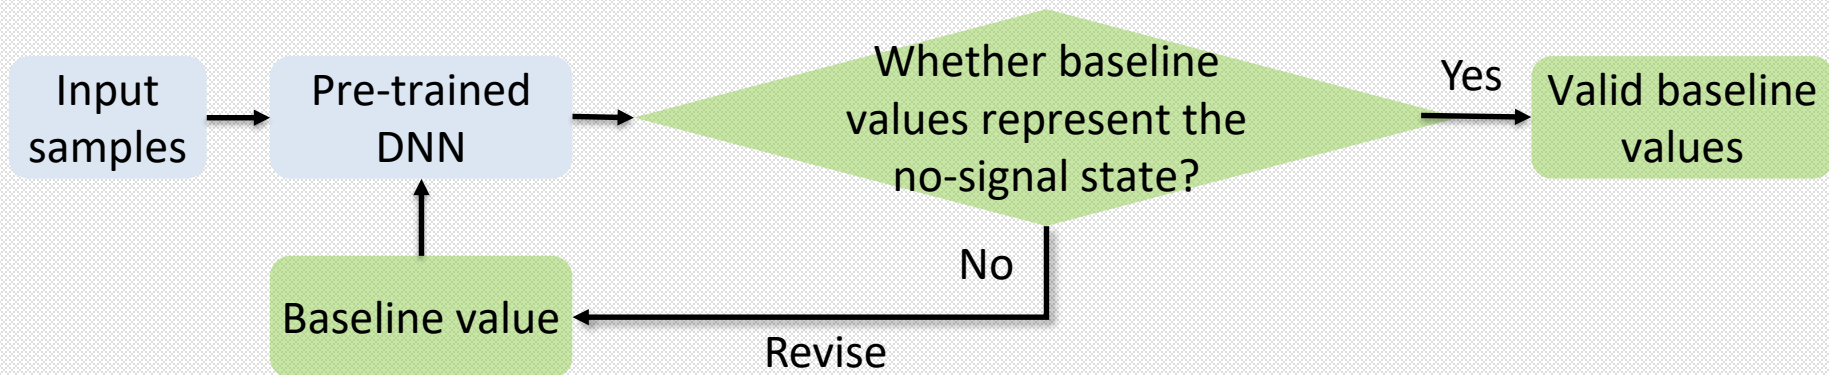 Input
samples
Pre-trained
DNN
Whether baseline
values represent the
no-signal state?
Yes
Valid baseline
values
No
Baseline value
Revise